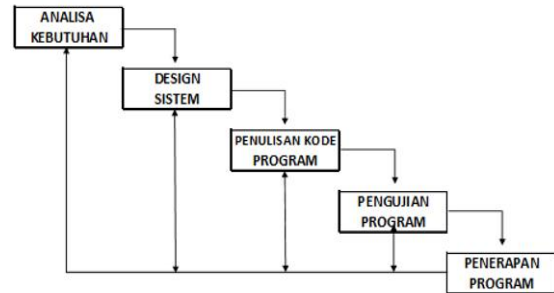 ANALISA
KEBUTUHAN
DESIGN
SISTEM
PENULISAN KODE
PROGRAM
PENGUJIAN
PROGRAM
PENERAPAN
PROGRAM